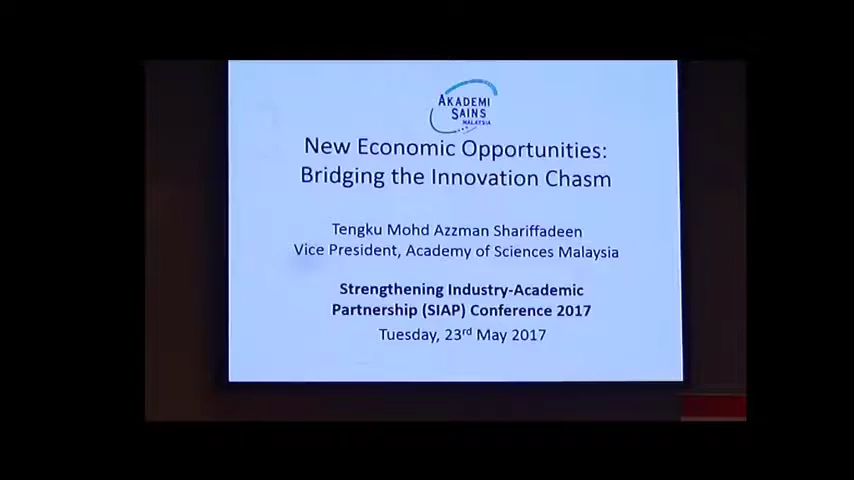 AKADEMI
SAINS
MALAYSIA
New Economic Opportunities:
Bridging the Innovation Chasm
Tengku Mohd Azzman Shariffadeen
Vice President, Academy of Sciences Malaysia
Strengthening Industry-Academic
Partnership (SIAP) Conference 2017
Tuesday, 23rd May 2017